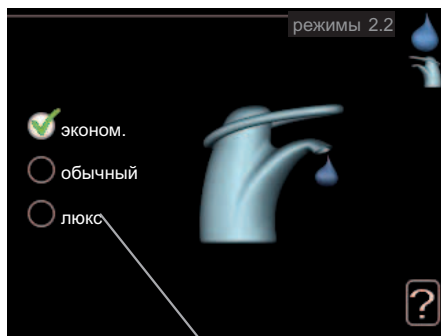 режимы 2.2
эконом.
обычный
люкс
?